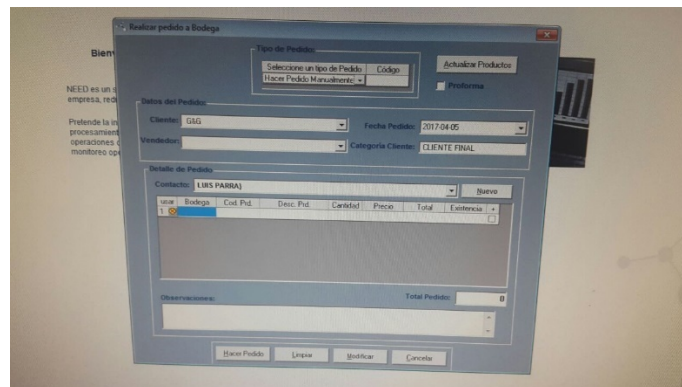 Realizar pedido a Bodega
Tipo de Pedido:
Seleccione un tipo de Pedido Código
Hacer Pedido Manualmente
Actualizar Productos
Proforma
Bien
NEED es un s
empresa, redu
Pretende la in
procesamient
operaciones
monitoreo ope
Datos del Pedido:
Cliente: G&G
Fecha Pedido: 2017-04-05
Vendedor:
Categoria Cliente: CLIENTE FINAL
Detalle de Pedido
Contacto: LUIS PARRA)
Nuevo
usar Bodega Cod. Prd. Desc. Prd. Cantidad Precio Total Existencia +
1
Observaciones:
Total Pedido: 0
Hacer Pedido Limpiar Modificar Cancelar